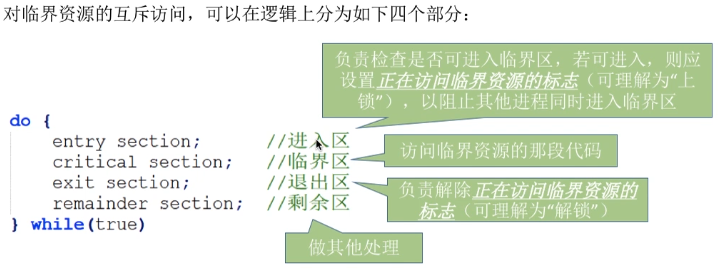 对临界资源的互斥访问，可以在逻辑上分为如下四个部分：
负责检查是否可进入临界区，若可进入，则应
设置正在访问临界资源的标志（可理解为“上
锁”），以阻止其他进程同时进入临界区
do {
entry section; //进入区
critical section; //临界区
exit section; //退出区
remainder section; //剩余区
} while(true)
访问临界资源的那段代码
负责解除正在访问临界资源的
标志（可理解为“解锁”）
做其他处理